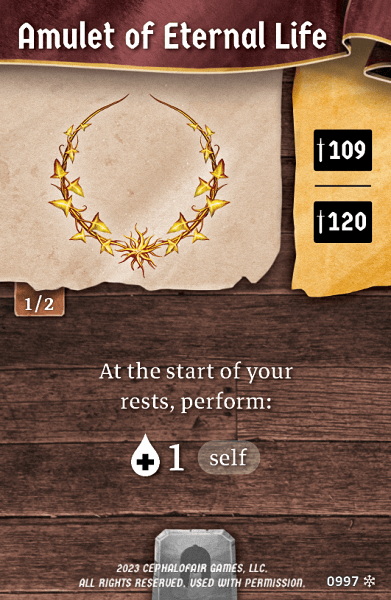 Amulet of Eternal Life
109
120
1/2
At the start of your
rests, perform:
1 self
2023 CEPHALOFAIR GAMES, LLC.
ALL RIGHTS RESERVED. USED WITH PERMISSION.
0997